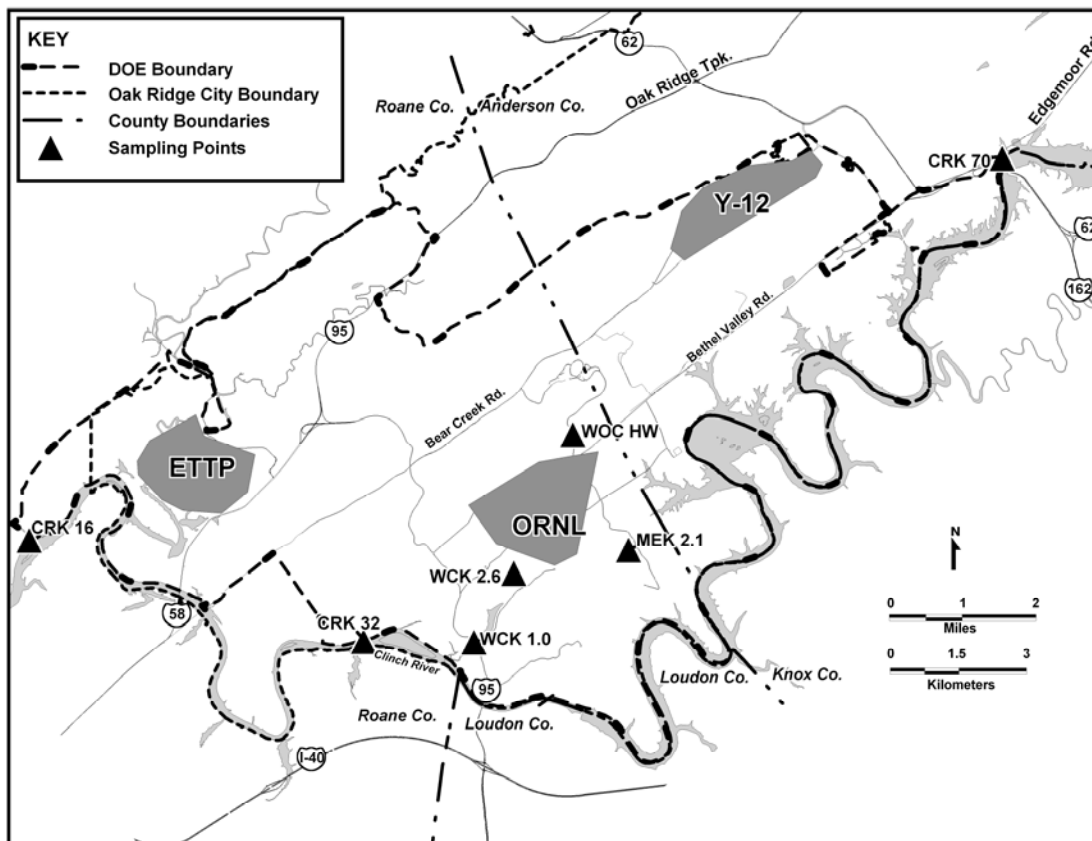 KEY
DOE Boundary
Oak Ridge City Boundary
County Boundaries
Sampling Points
62
Oak Ridge Tpk.
Edgemoor Rd
Roane Co.
Anderson Co.
CRK 70
Y-12
62
162
95
Bethel Valley Rd.
Bear Creek Rd.
WOC HW
ETTP
ORNL
CRK 16
MEK 2.1
WCK 2.6
N
58
CRK 32
WCK 1.0
Clinch River
0 1 2
Miles
0 1.5 3
Kilometers
95
Loudon Co.
Knox Co.
Roane Co.
Loudon Co.
I-40